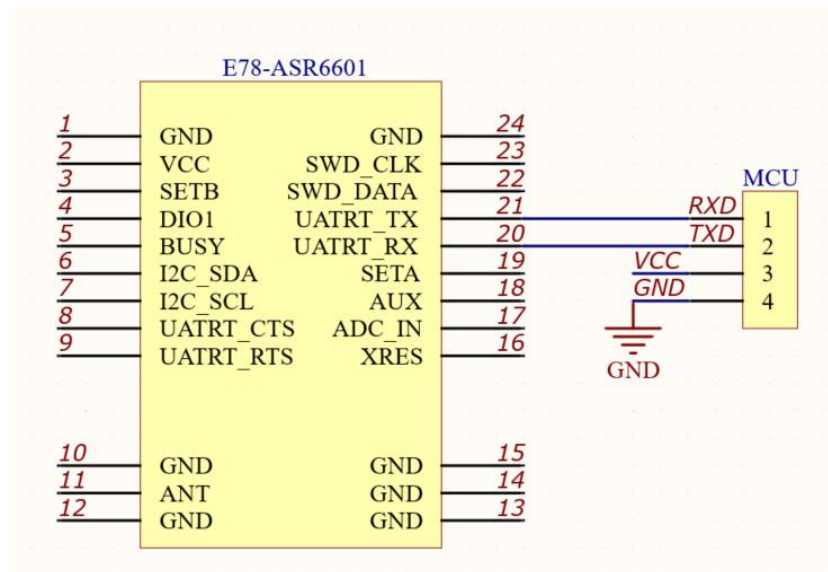 E78-ASR6601
1 GND GND 24
2 VCC SWD_CLK 23
3 SETB SWD_DATA 22
4 DIO1 UATRT_TX 21 RXD 1
5 BUSY UATRT_RX 20 TXD 2
6 I2C_SDA SETA 19 VCC 3
7 I2C_SCL AUX 18 GND 4
8 UATRT_CTS ADC_IN 17
9 UATRT_RTS XRES 16
10 GND GND 15
11 ANT GND 14
12 GND GND 13
MCU
GND